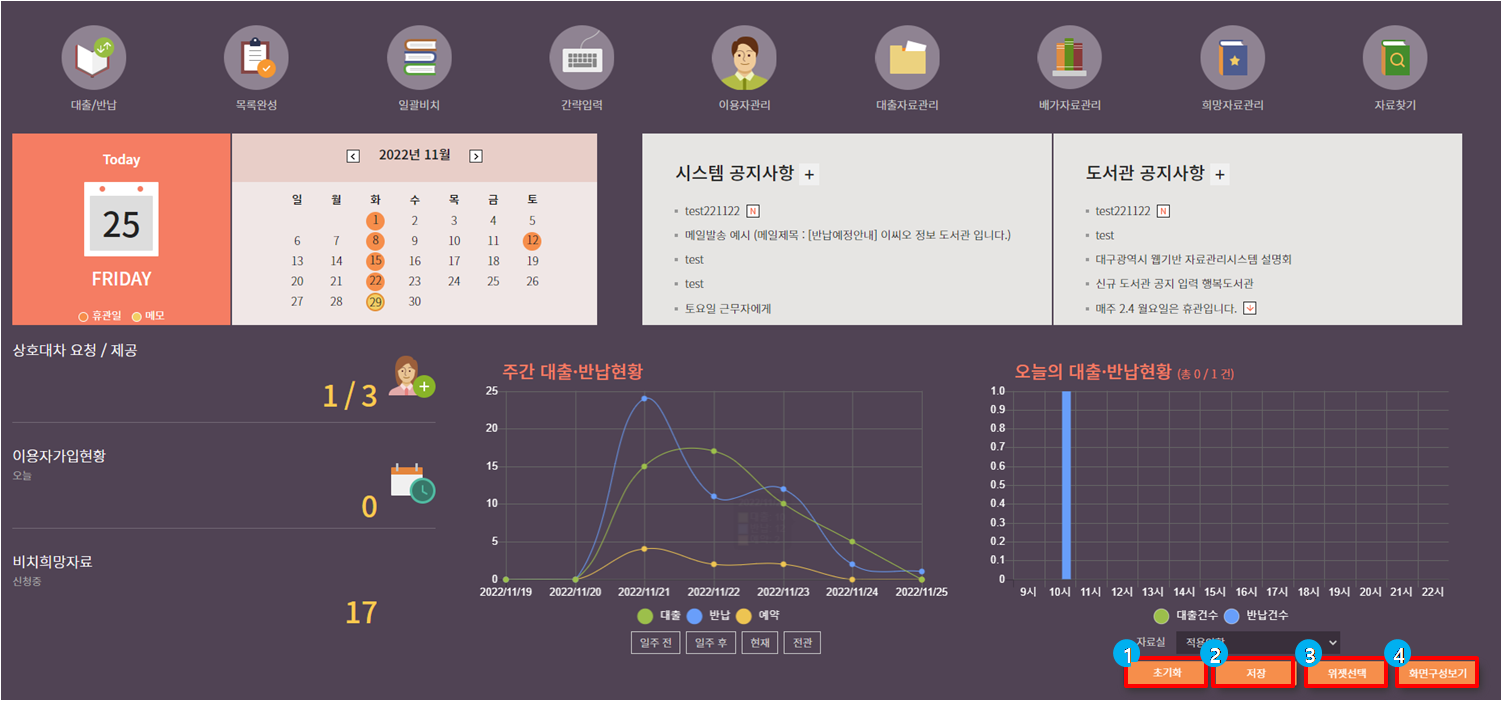 대출/반납 목록완성 일괄비치 간략입력 이용자관리 대출자료관리 배가자료관리 희망자료관리 자료찾기
Today
25
FRIDAY
휴관일 메모
2022년 11월
일 월 화 수 목 금 토
1 2 3 4 5
6 7 8 9 10 11 12
13 14 15 16 17 18 19
20 21 22 23 24 25 26
27 28 29 30
시스템 공지사항 +
test221122 N
메일발송 예시 (메일제목 : [반납예정안내] 이씨오 정보 도서관 입니다.)
test
test
토요일 근무자에게
도서관 공지사항 +
test221122 N
test
대구광역시 웹기반 자료관리시스템 설명회
신규 도서관 공지 입력 행복도서관
매주 2.4 월요일은 휴관입니다.
상호대차 요청 / 제공
1 / 3
이용자가입현황
오늘
0
비치희망자료
신청중
17
주간 대출·반납현황
25
20
15
10
5
0
2022/11/19 2022/11/20 2022/11/21 2022/11/22 2022/11/23 2022/11/24 2022/11/25
대출 반납 예약
일주 전 일주 후 현재 전관
오늘의 대출·반납현황 (총 0 / 1 건)
1.0
0.9
0.8
0.7
0.6
0.5
0.4
0.3
0.2
0.1
0
9시 10시 11시 12시 13시 14시 15시 16시 17시 18시 19시 20시 21시 22시
대출건수 반납건수
자료실
1 2 3 4
초기화 저장 위젯선택 화면구성보기